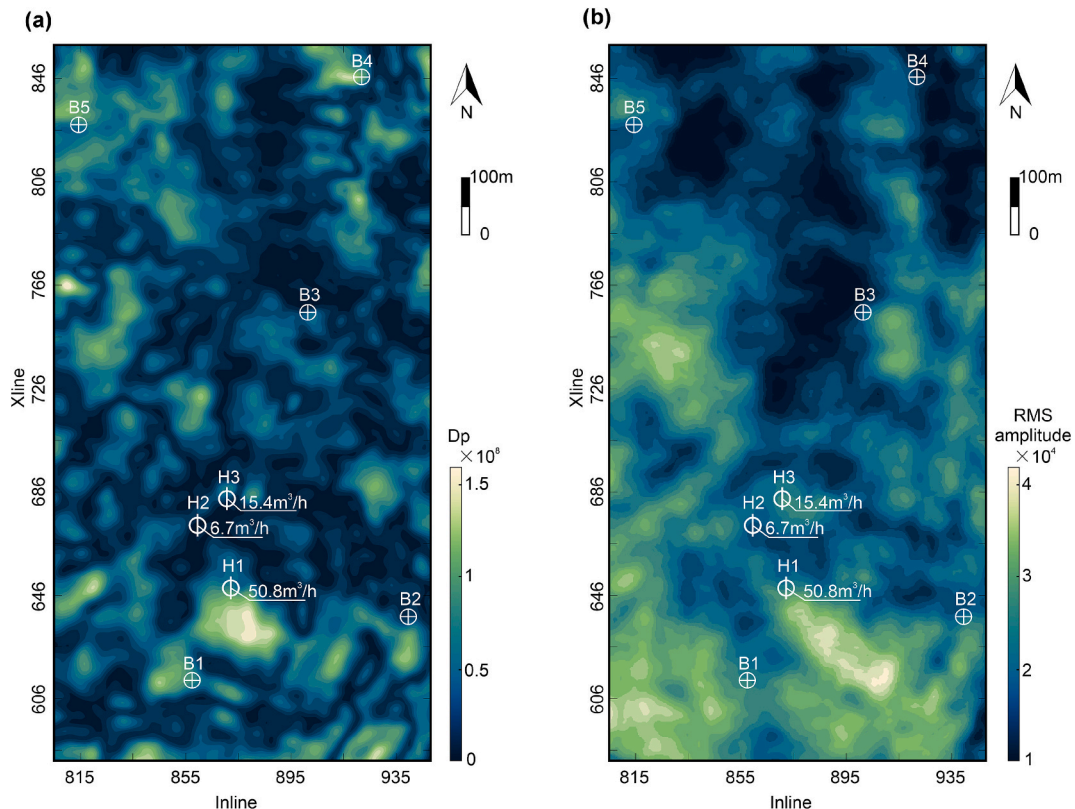 (a)
(b)
B4
B5
B3
H3
15.4m³/h
H2
6.7m³/h
H1
50.8m³/h
B2
B1
846
806
766
726
686
646
606
Xline
815
855
895
935
Inline
N
100m
0
Dp
× 10⁸
1.5
1
0.5
0
B4
B5
B3
H3
15.4m³/h
H2
6.7m³/h
H1
50.8m³/h
B2
B1
846
806
766
726
686
646
606
815
855
895
935
Inline
N
100m
0
RMS
amplitude
× 10⁴
4
3
2
1